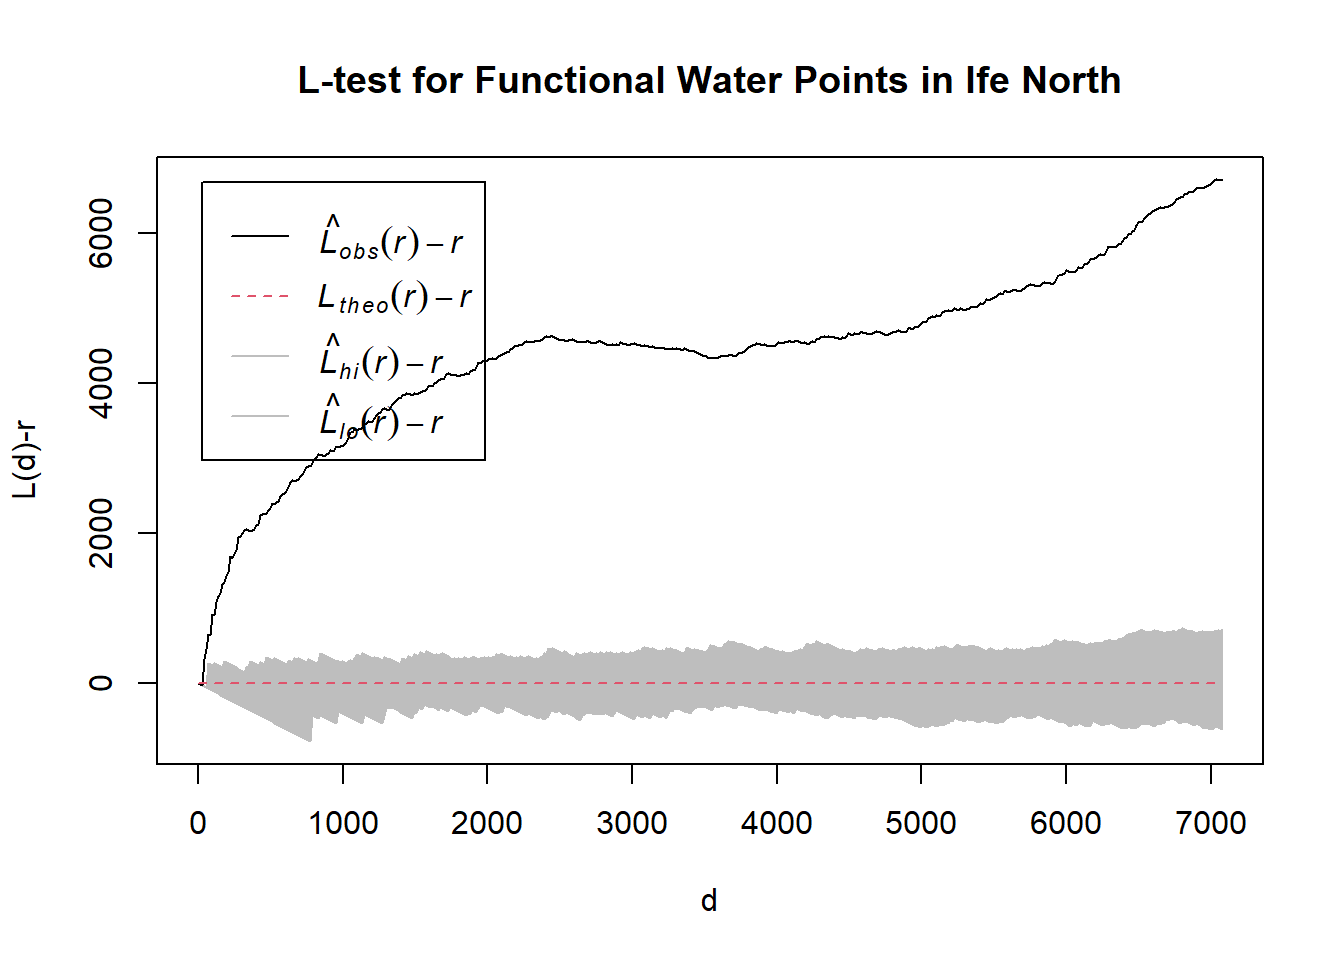 L-test for Functional Water Points in Ife North
L̂obs(r) – r
Ltheo(r) – r
L̂hi(r) – r
L̂lo(r) – r
L(d)-r
6000
4000
2000
0
0 1000 2000 3000 4000 5000 6000 7000
d